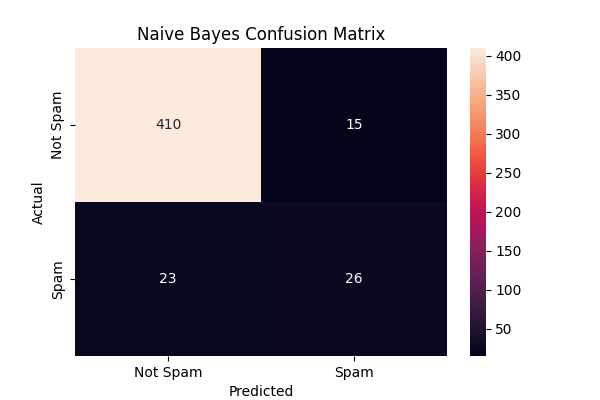 Naive Bayes Confusion Matrix
Actual
Not Spam
410
15
Spam
23
26
Not Spam
Spam
Predicted
400
350
300
250
200
150
100
50